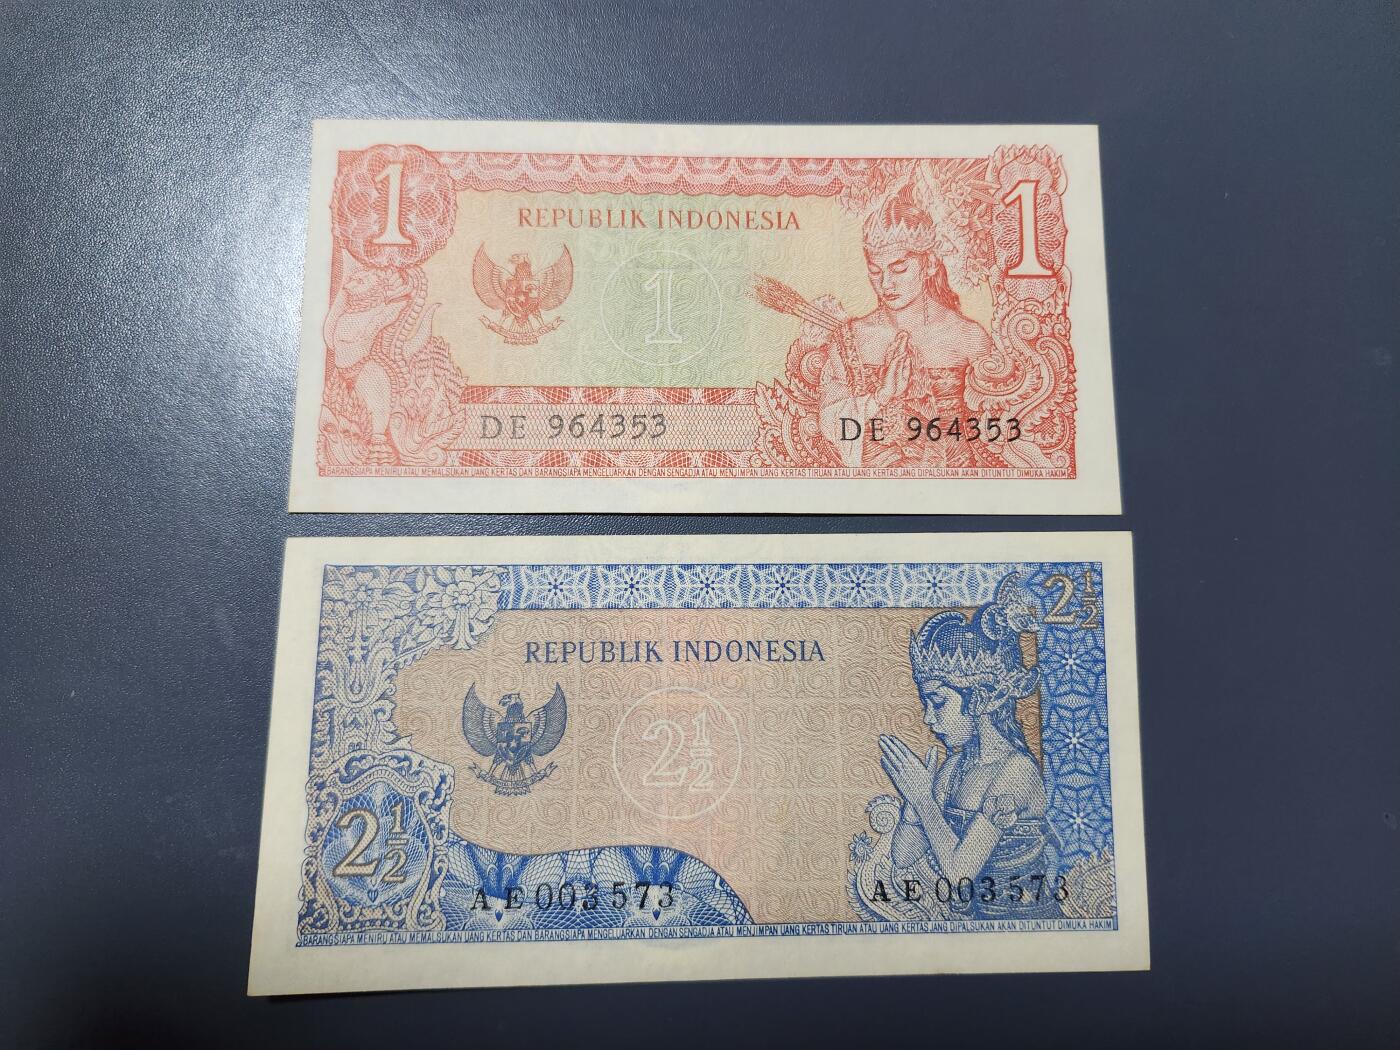 1
1
REPUBLIK INDONESIA
1
DE 964353
DE 964353
BARANGSIAPA MENIRU ATAU MEMALSUKAN UANG KERTAS DAN BARANGSIAPA MENGELUARKAN DENGAN SENGADJA ATAU MENJIMPAN UANG KERTAS TIRUAN ATAU UANG KERTAS JANG DIPALSUKAN AKAN DITUNTUT DIMUKA HAKIM
2½
REPUBLIK INDONESIA
2½
2½
AE 003573
AE 003573
BARANGSIAPA MENIRU ATAU MEMALSUKAN UANG KERTAS DAN BARANGSIAPA MENGELUARKAN DENGAN SENGADJA ATAU MENJIMPAN UANG KERTAS TIRUAN ATAU UANG KERTAS JANG DIPALSUKAN AKAN DITUNTUT DIMUKA HAKIM